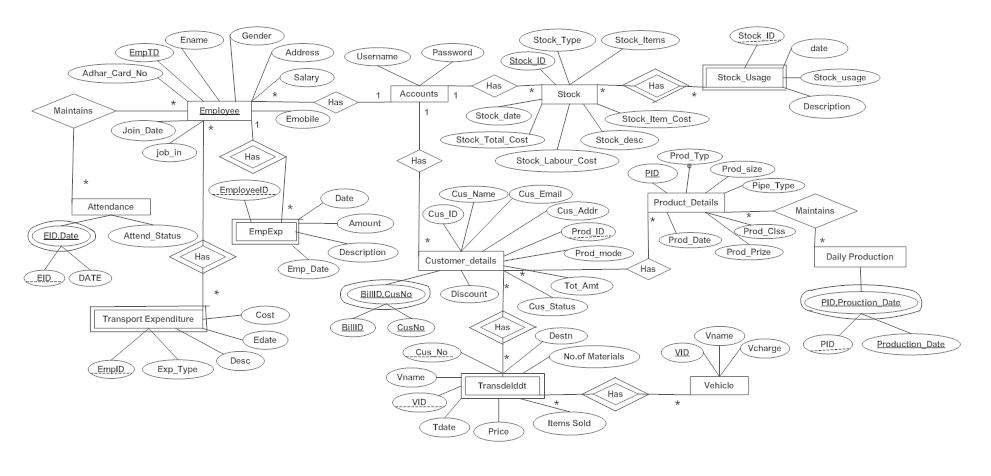 Ename
Gender
EmpTD
Address
Adhar_Card_No
Salary
Maintains
*
Employee
*
1
Emobile
Join_Date
job_in
*
Has
Username
Password
Has
*
1
Accounts
1
1
Has
Has
*
Stock_Type
Stock_Items
Stock_ID
Stock
*
Has
*
Stock_date
Stock_Item_Cost
Stock_Total_Cost
Stock_desc
Stock_Labour_Cost
Stock_ID
date
Stock_Usage
Stock_usage
Description
*
Attendance
EID,Date
Attend_Status
EID
DATE
EmployeeID
*
Date
EmpExp
Amount
Description
Emp_Date
Has
*
Transport Expenditure
Cost
Edate
Desc
EmpID
Exp_Type
Cus_Name
Cus_Email
Cus_ID
Cus_Addr
Prod_ID
Prod_mode
*
Customer_details
*
Has
*
BillID,CusNo
Discount
Tot_Amt
Cus_Status
BillID
CusNo
*
Has
*
Prod_Typ
Prod_size
PID
Pipe_Type
Product_Details
*
Maintains
*
Prod_Date
Prod_Clss
Prod_Prize
Daily Production
PID,Prouction_Date
PID
Production_Date
Cus_No
Destn
No.of Materials
Vname
Transdelddt
VID
Tdate
Price
Items Sold
*
Has
*
Vname
VID
Vcharge
Vehicle